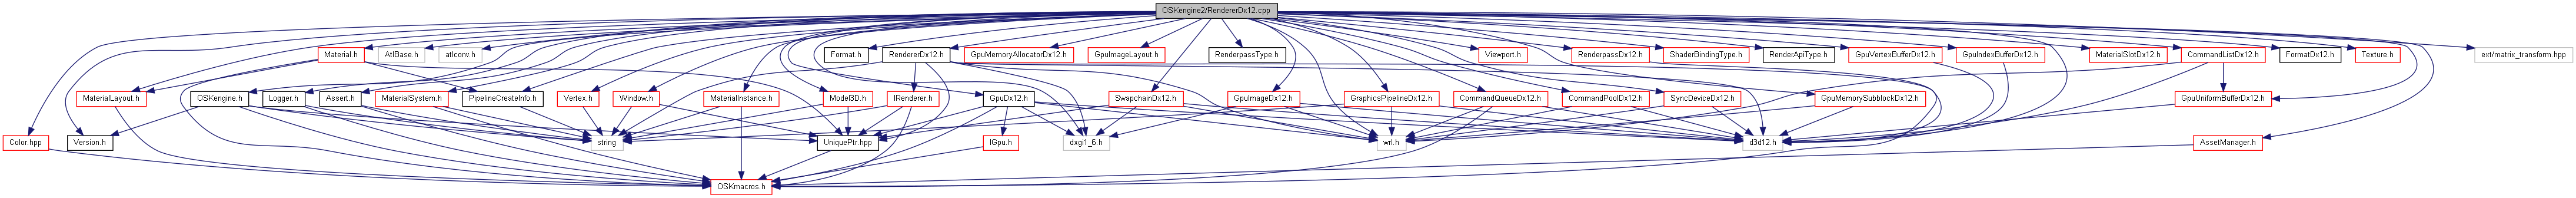 OSKengine2/RendererDx12.cpp
Material.h
AtlBase.h
atlconv.h
Format.h
RendererDx12.h
GpuMemoryAllocatorDx12.h
GpuImageLayout.h
RenderpassType.h
Viewport.h
RenderpassDx12.h
ShaderBindingType.h
RenderApiType.h
GpuVertexBufferDx12.h
GpuIndexBufferDx12.h
MaterialSlotDx12.h
CommandListDx12.h
FormatDx12.h
Texture.h
ext/matrix_transform.hpp
MaterialLayout.h
OSKengine.h
Logger.h
Assert.h
MaterialSystem.h
PipelineCreateInfo.h
Vertex.h
Window.h
MaterialInstance.h
Model3D.h
IRenderer.h
GpuDx12.h
SwapchainDx12.h
GpuImageDx12.h
GraphicsPipelineDx12.h
CommandQueueDx12.h
CommandPoolDx12.h
SyncDeviceDx12.h
GpuMemorySubblockDx12.h
GpuUniformBufferDx12.h
Color.hpp
Version.h
string
UniquePtr.hpp
IGpu.h
dxgi1_6.h
wrl.h
d3d12.h
AssetManager.h
OSKmacros.h